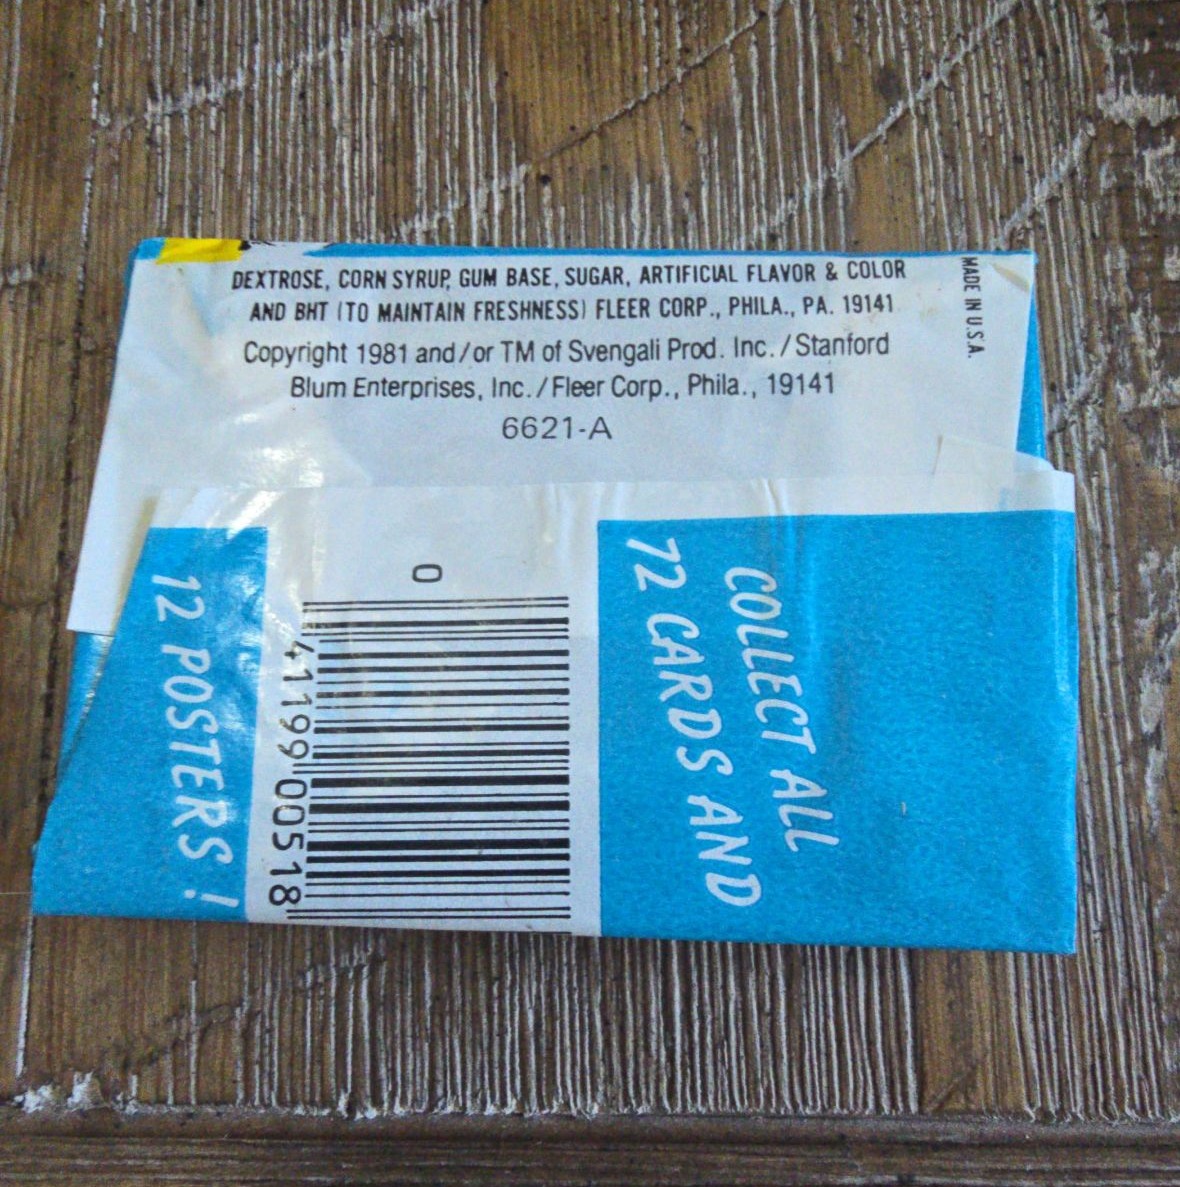 DEXTROSE, CORN SYRUP, GUM BASE, SUGAR, ARTIFICIAL FLAVOR & COLOR
AND BHT (TO MAINTAIN FRESHNESS) FLEER CORP., PHILA., PA. 19141
Copyright 1981 and/or TM of Svengali Prod. Inc./Stanford
Blum Enterprises, Inc./Fleer Corp., Phila., 19141
6621-A
MADE IN U.S.A.
COLLECT ALL
72 CARDS AND
0
41199 00518
12 POSTERS!